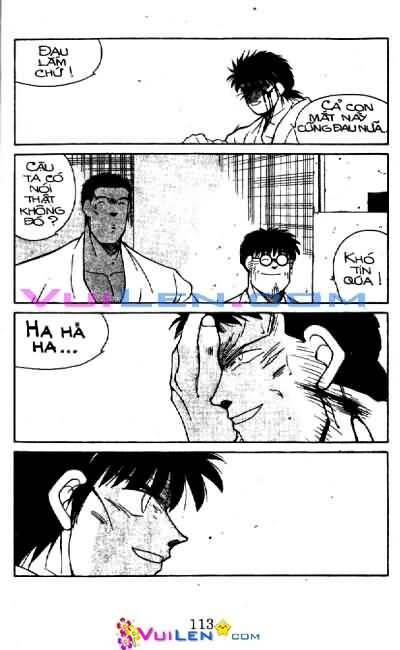 ĐAU
LẮM
CHỨ!
CẢ CON
MẮT NÀY
CŨNG ĐAU NỮA...
CẬU
TA CÓ
NÓI
THẬT
KHÔNG
ĐÓ?
KHÓ
TIN
QUÁ!
VUILEN.COM
HA HẢ
HA...
113
VUILEN.COM